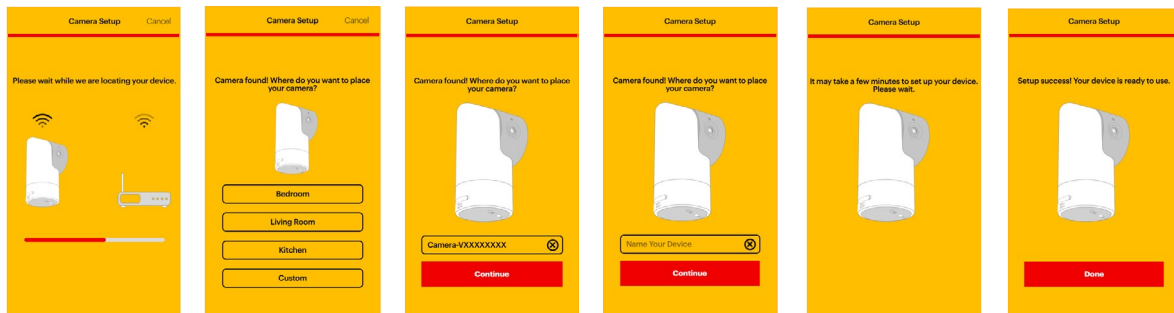 Camera Setup Cancel
Please wait while we are locating your device.
Camera Setup Cancel
Camera found! Where do you want to place
your camera?
Bedroom
Living Room
Kitchen
Custom
Camera Setup
Camera found! Where do you want to place
your camera?
Camera-VXXXXXXXX
Continue
Camera Setup
Camera found! Where do you want to place
your camera?
Name Your Device
Continue
Camera Setup
It may take a few minutes to set up your device.
Please wait.
Camera Setup
Setup success! Your device is ready to use.
Done